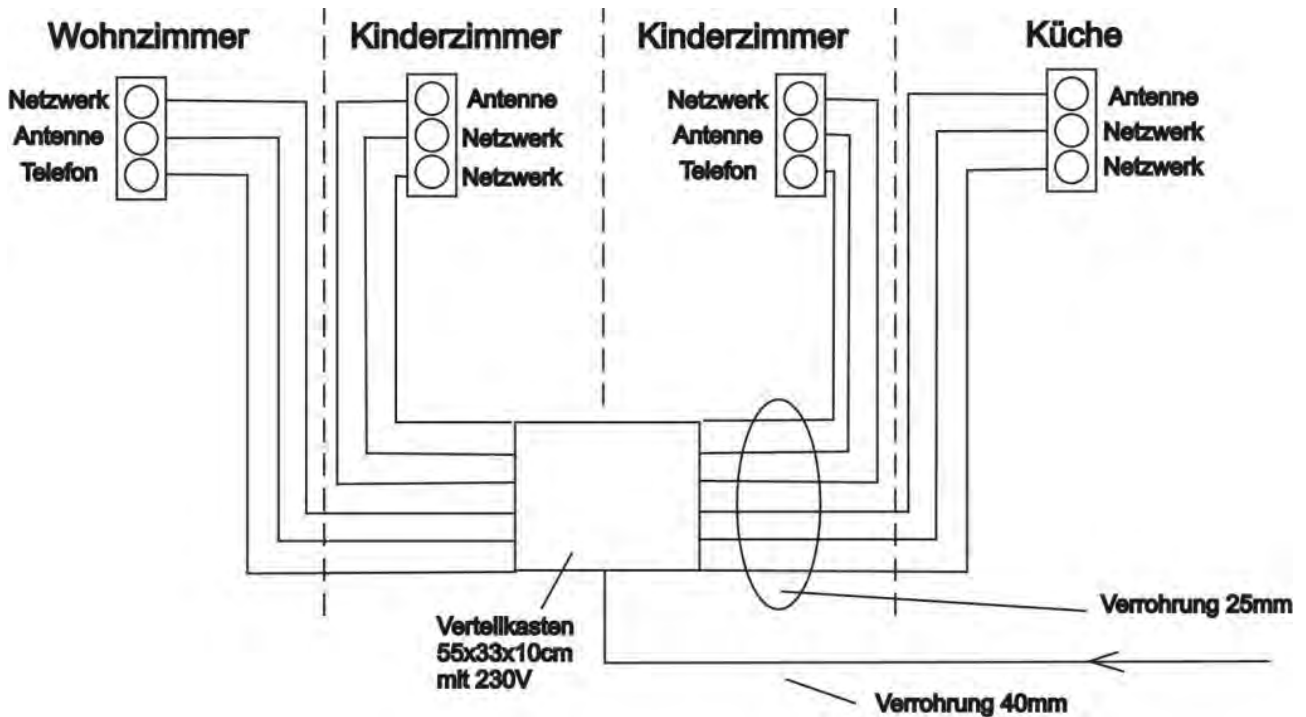 Wohnzimmer
Kinderzimmer
Kinderzimmer
Küche
Netzwerk
Antenne
Telefon
Antenne
Netzwerk
Netzwerk
Netzwerk
Antenne
Telefon
Antenne
Netzwerk
Netzwerk
Verteilkasten
55x33x10cm
mit 230V
Verrohrung 25mm
Verrohrung 40mm